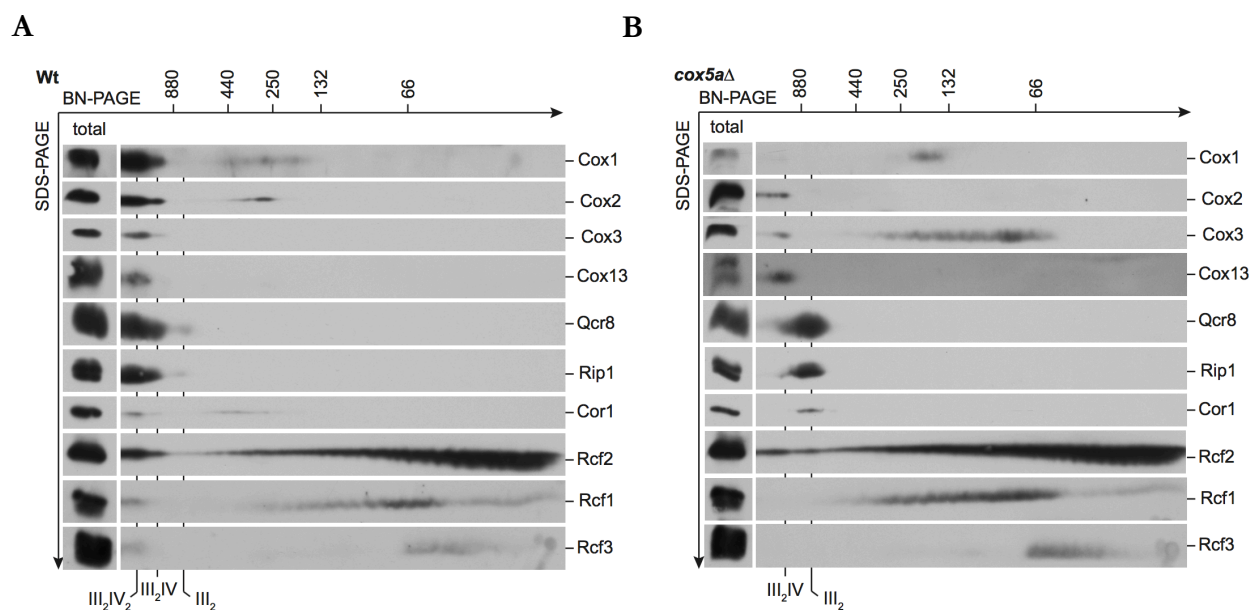 A
Wt
BN-PAGE
880
440
250
132
66
SDS-PAGE
total
Cox1
Cox2
Cox3
Cox13
Qcr8
Rip1
Cor1
Rcf2
Rcf1
Rcf3
III₂IV₂
III₂IV
III₂
B
cox5aΔ
BN-PAGE
880
440
250
132
66
SDS-PAGE
total
Cox1
Cox2
Cox3
Cox13
Qcr8
Rip1
Cor1
Rcf2
Rcf1
Rcf3
III₂IV
III₂